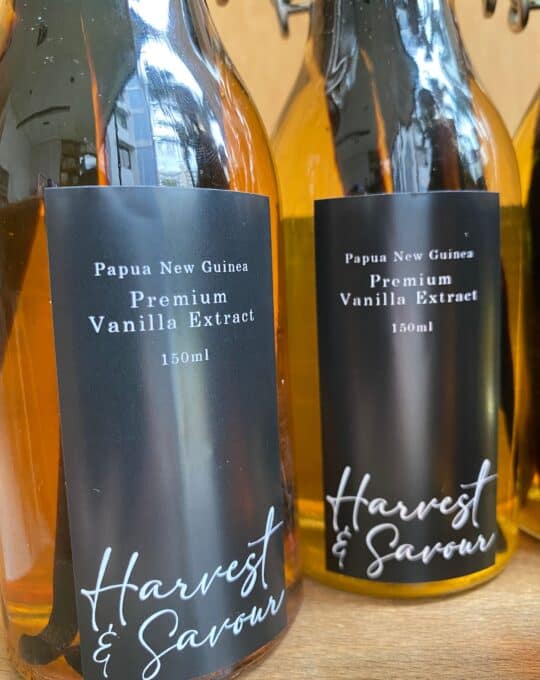 Papua New Guinea
Premium
Vanilla Extract
150ml
Harvest
& Savour
Papua New Guinea
Premium
Vanilla Extract
150ml
Harvest
& Savour